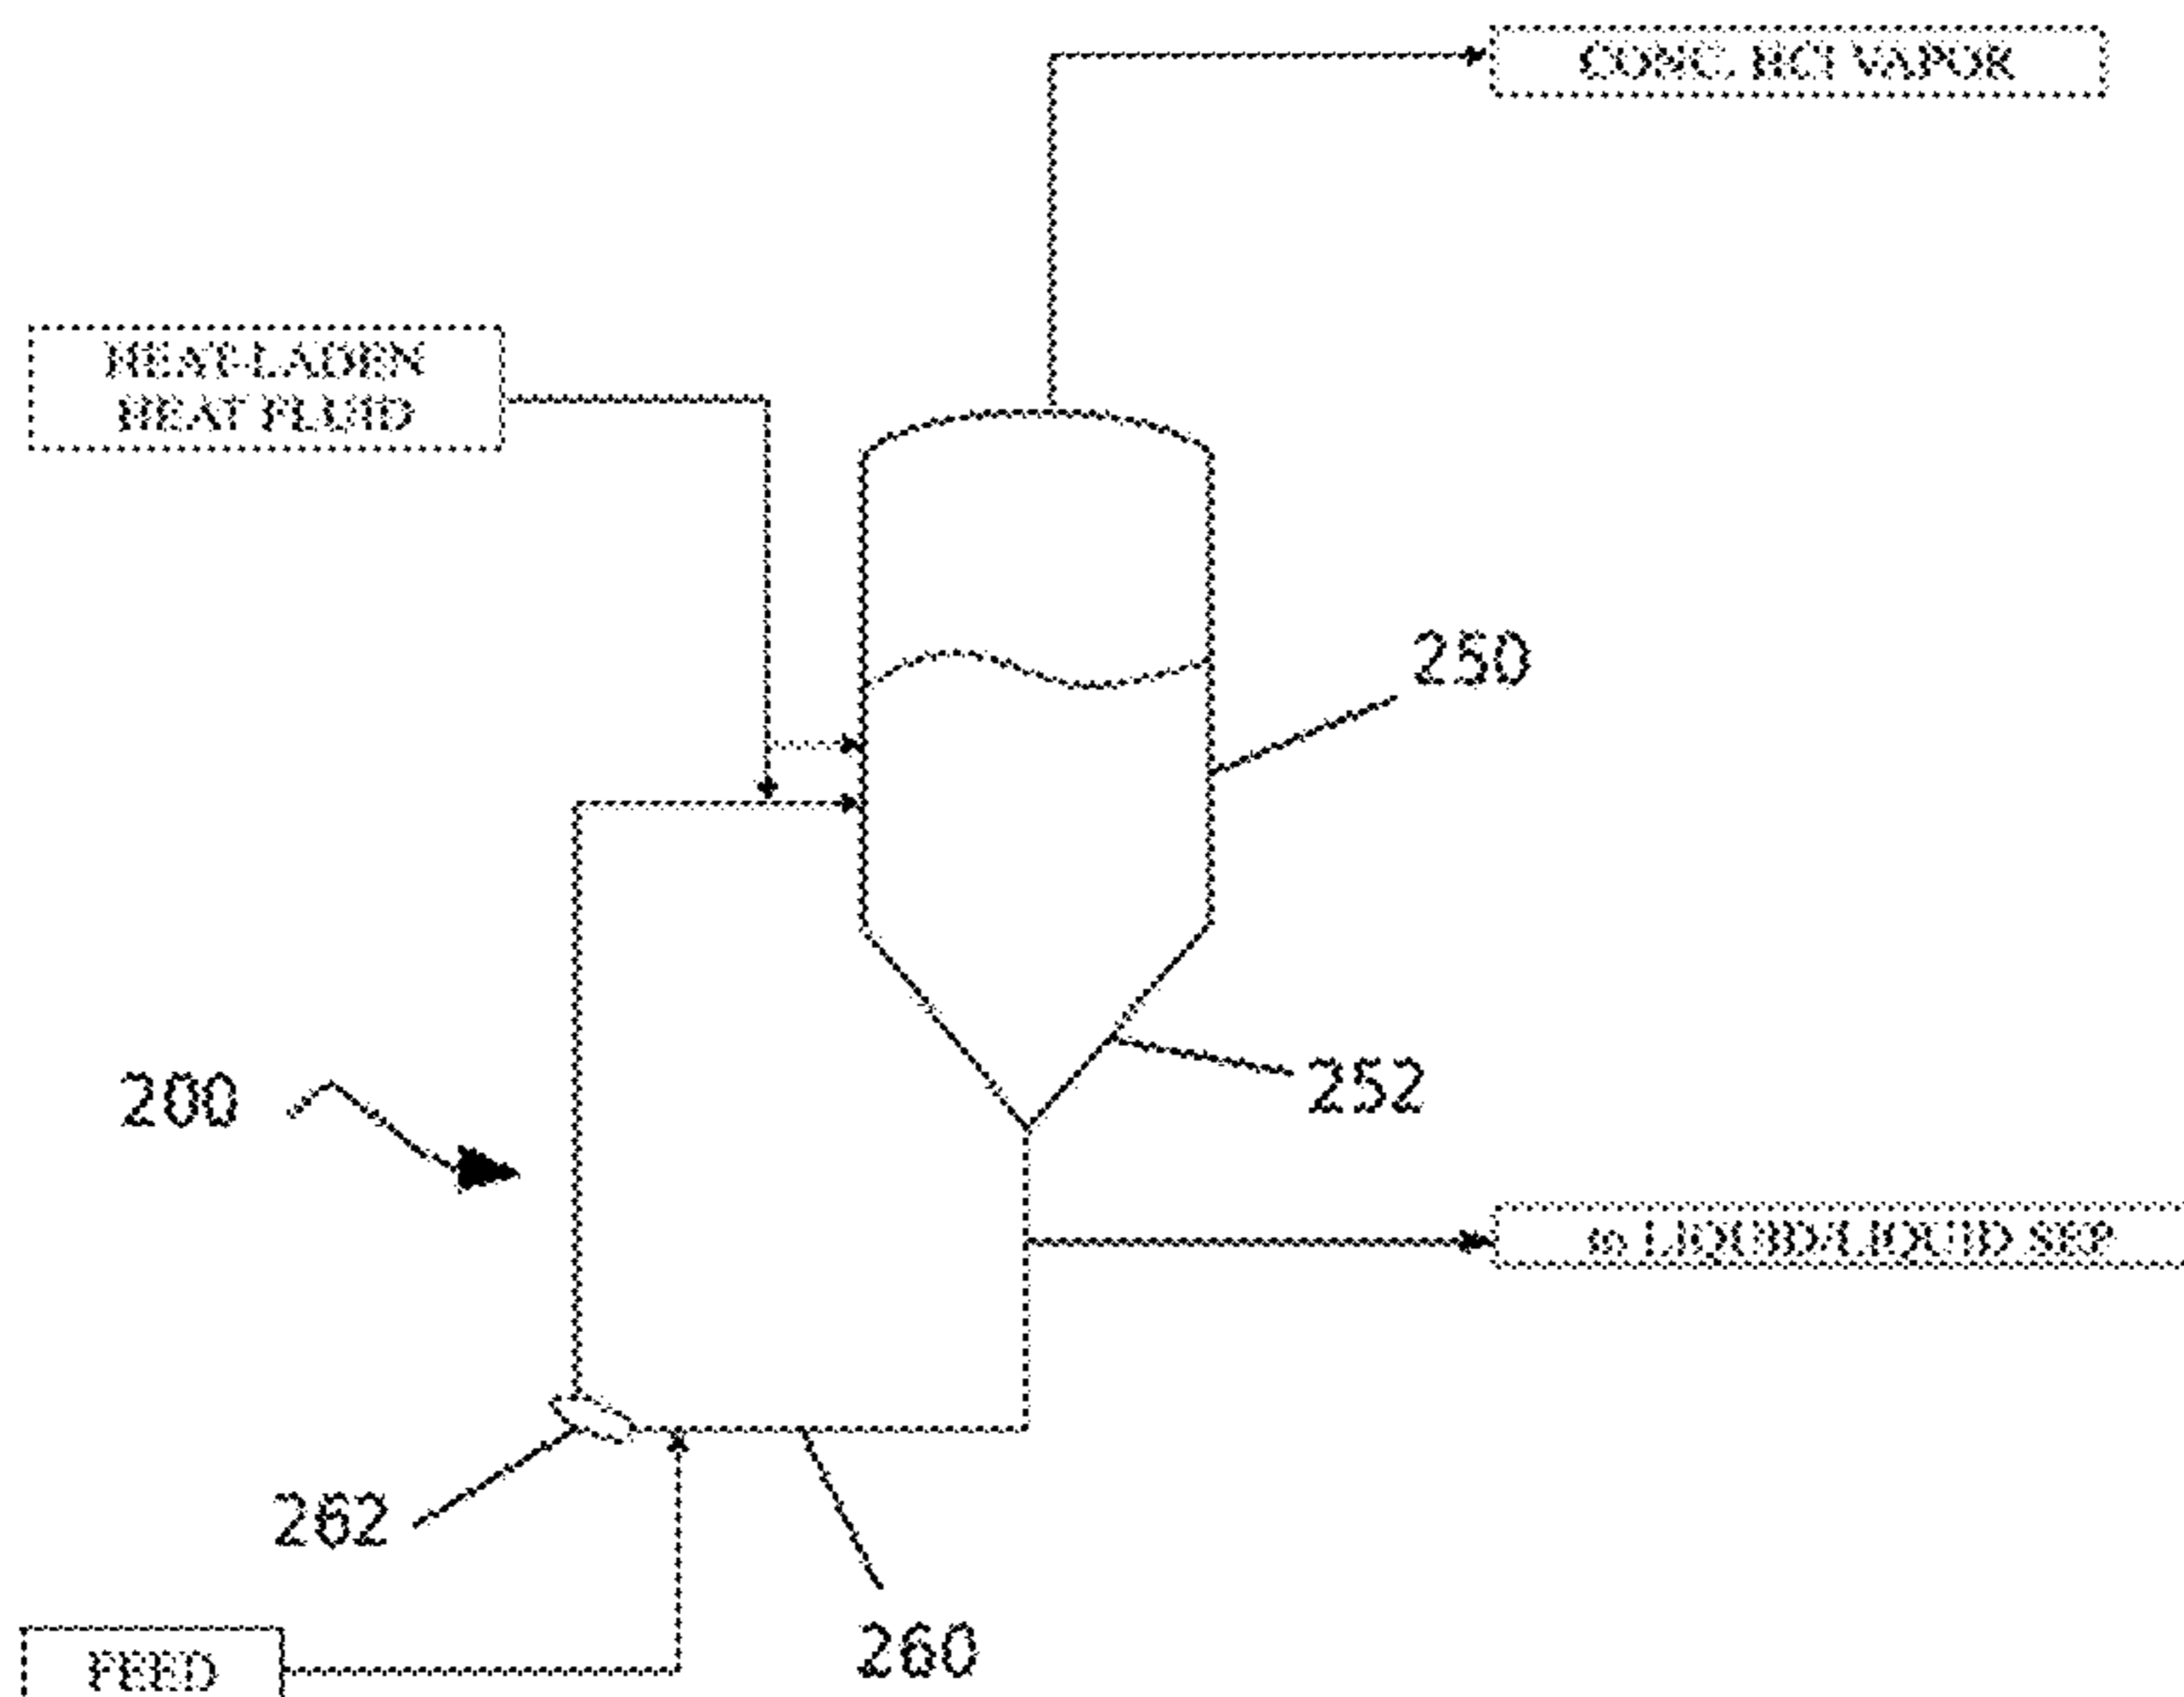 CONC. HCl VAPOR
HEAT-LADEN
HEAT FLUID
250
252
200
to LIQUID/LIQUID SEP
262
260
FEED